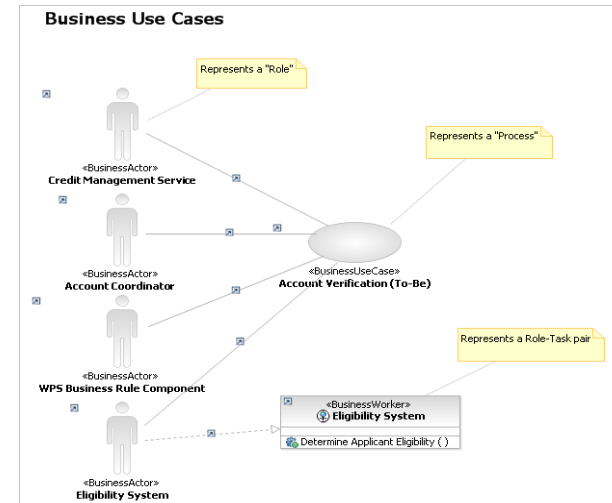 Business Use Cases
Represents a "Role"
«BusinessActor»
Credit Management Service
Represents a "Process"
«BusinessActor»
Account Coordinator
«BusinessUseCase»
Account Verification (To-Be)
«BusinessActor»
WPS Business Rule Component
Represents a Role-Task pair
«BusinessWorker»
Eligibility System
Determine Applicant Eligibility ( )
«BusinessActor»
Eligibility System